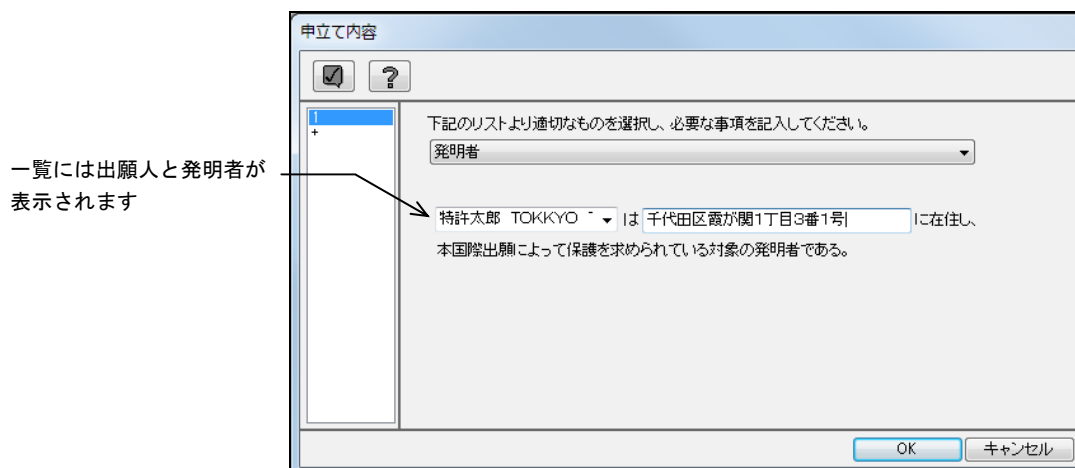 申立て内容
1
+
下記のリストより適切なものを選択し、必要な事項を記入してください。
発明者
一覧には出願人と発明者が
表示されます
特許太郎 TOKKYO は 千代田区霞が関1丁目3番1号 に在住し、
本国際出願によって保護を求められている対象の発明者である。
OK キャンセル